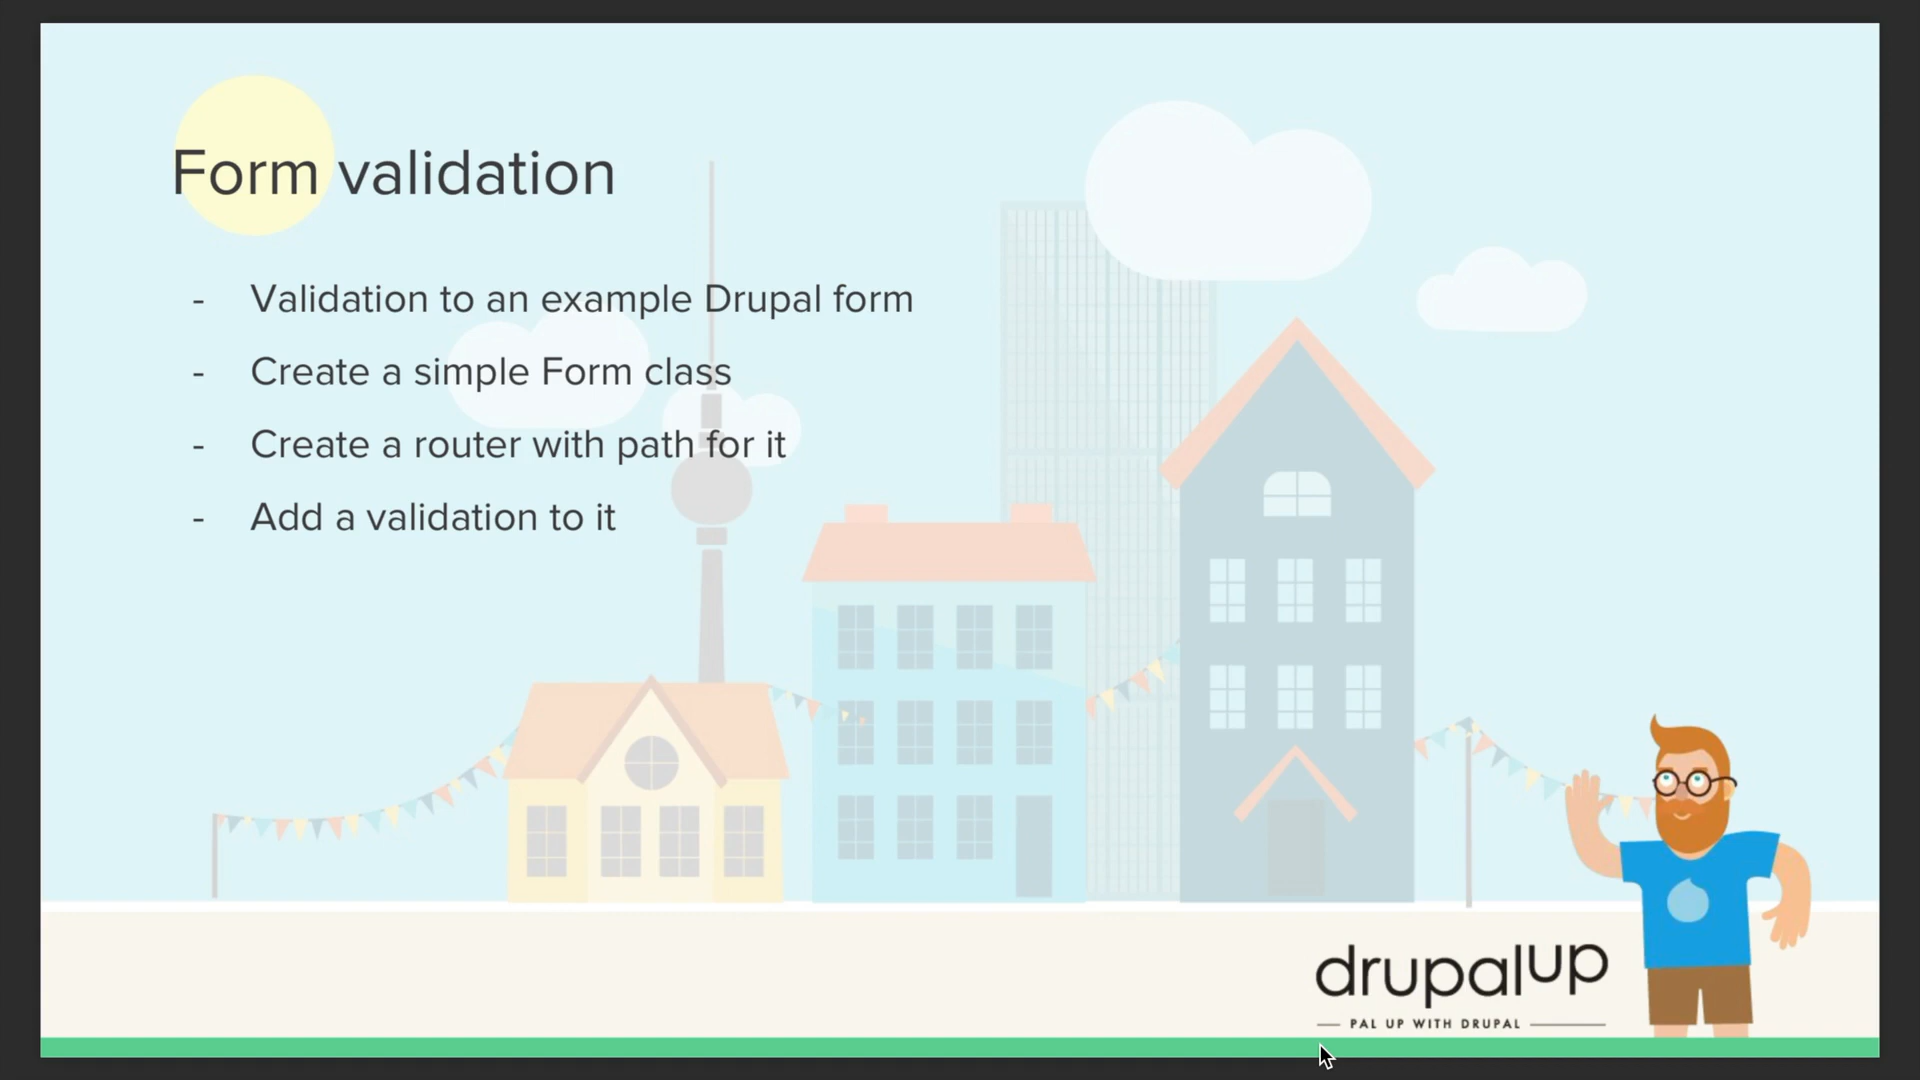 Form validation
- Validation to an example Drupal form
- Create a simple Form class
- Create a router with path for it
- Add a validation to it
drupalup
PAL UP WITH DRUPAL